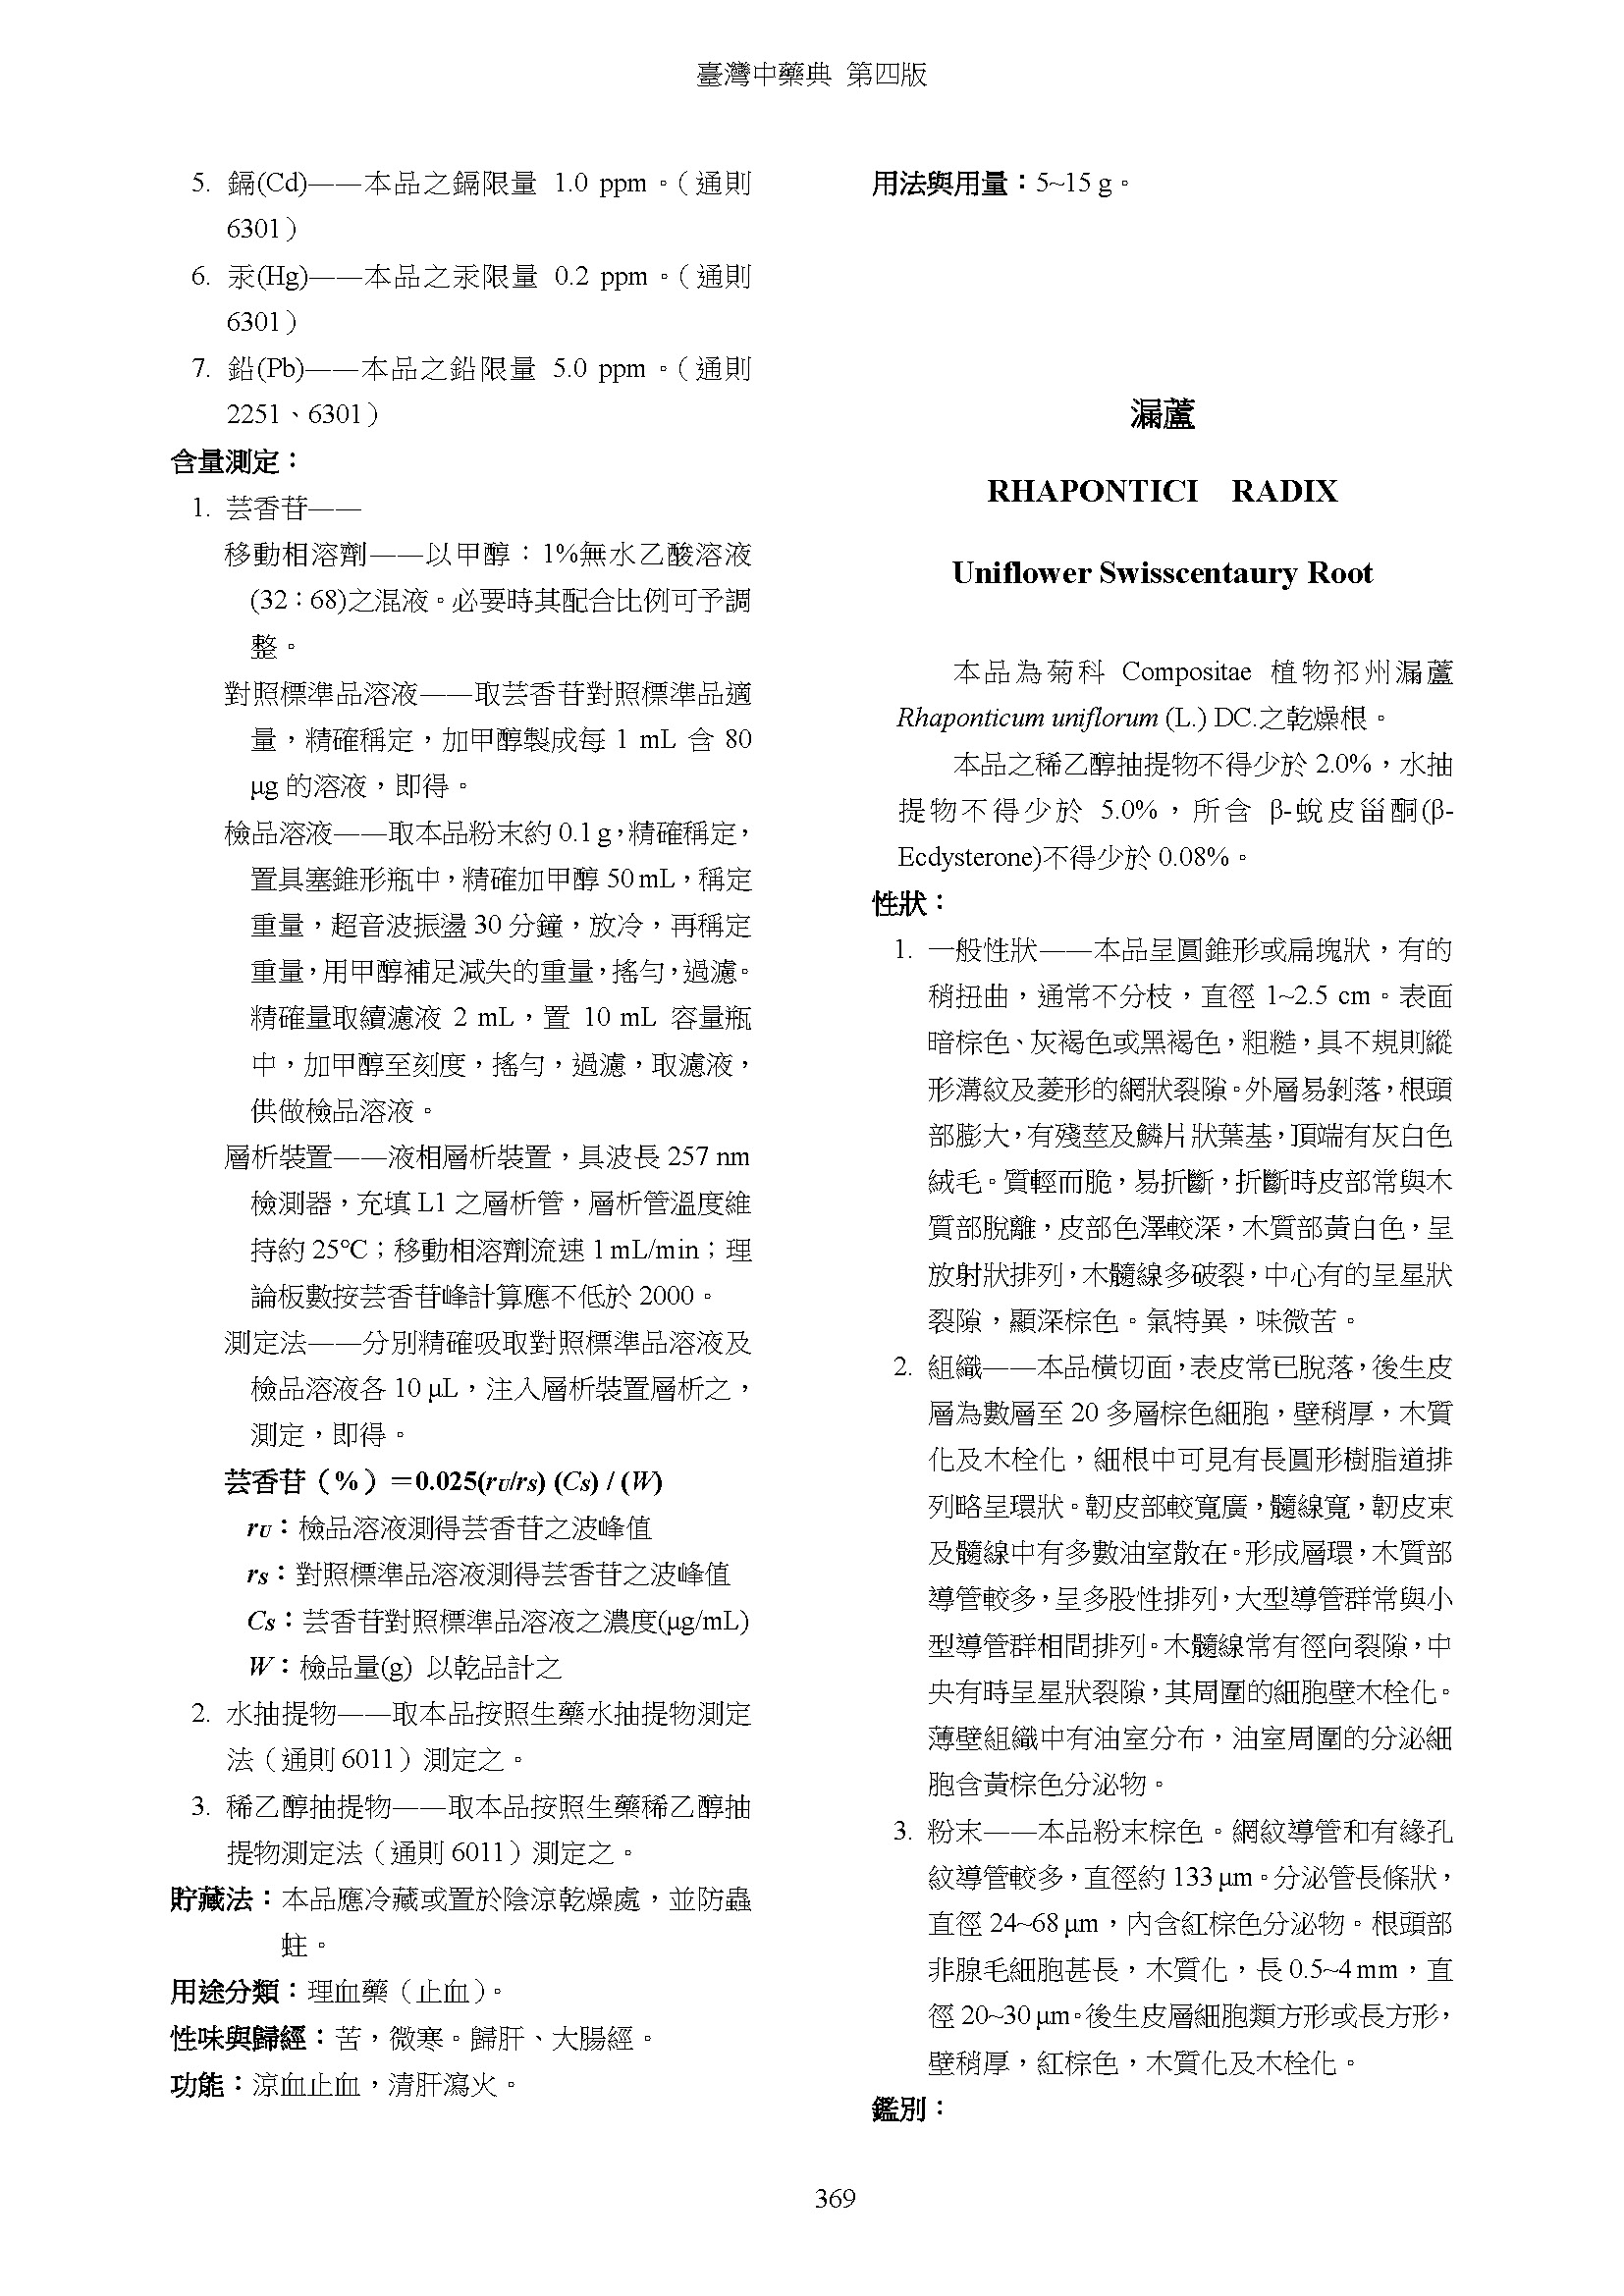 臺灣中藥典 第四版
5. 鎘(Cd)——本品之鎘限量 1.0 ppm。（通則
6301）
6. 汞(Hg)——本品之汞限量 0.2 ppm。（通則
6301）
7. 鉛(Pb)——本品之鉛限量 5.0 ppm。（通則
2251、6301）
含量測定：
1. 芸香苷——
移動相溶劑——以甲醇：1%無水乙酸溶液
(32：68)之混液。必要時其配合比例可予調
整。
對照標準品溶液——取芸香苷對照標準品適
量，精確稱定，加甲醇製成每 1 mL 含 80
μg 的溶液，即得。
檢品溶液——取本品粉末約 0.1 g，精確稱定，
置具塞錐形瓶中，精確加甲醇 50 mL，稱定
重量，超音波振盪 30 分鐘，放冷，再稱定
重量，用甲醇補足減失的重量，搖勻，過濾。
精確量取續濾液 2 mL，置 10 mL 容量瓶
中，加甲醇至刻度，搖勻，過濾，取濾液，
供做檢品溶液。
層析裝置——液相層析裝置，具波長 257 nm
檢測器，充填 L1 之層析管，層析管溫度維
持約 25℃；移動相溶劑流速 1 mL/min；理
論板數按芸香苷峰計算應不低於 2000。
測定法——分別精確吸取對照標準品溶液及
檢品溶液各 10 μL，注入層析裝置層析之，
測定，即得。
芸香苷（%）＝0.025(rU/rS) (CS) / (W)
rU：檢品溶液測得芸香苷之波峰值
rS：對照標準品溶液測得芸香苷之波峰值
CS：芸香苷對照標準品溶液之濃度(μg/mL)
W：檢品量(g) 以乾品計之
2. 水抽提物——取本品按照生藥水抽提物測定
法（通則 6011）測定之。
3. 稀乙醇抽提物——取本品按照生藥稀乙醇抽
提物測定法（通則 6011）測定之。
貯藏法：本品應冷藏或置於陰涼乾燥處，並防蟲
蛀。
用途分類：理血藥（止血）。
性味與歸經：苦，微寒。歸肝、大腸經。
功能：涼血止血，清肝瀉火。
用法與用量：5~15 g。
漏蘆
RHAPONTICI RADIX
Uniflower Swisscentaury Root
本品為菊科 Compositae 植物祁州漏蘆
Rhaponticum uniflorum (L.) DC.之乾燥根。
本品之稀乙醇抽提物不得少於 2.0%，水抽
提物不得少於 5.0%，所含 β-蛻皮甾酮(β-
Ecdysterone)不得少於 0.08%。
性狀：
1. 一般性狀——本品呈圓錐形或扁塊狀，有的
稍扭曲，通常不分枝，直徑 1~2.5 cm。表面
暗棕色、灰褐色或黑褐色，粗糙，具不規則縱
形溝紋及菱形的網狀裂隙。外層易剝落，根頭
部膨大，有殘莖及鱗片狀葉基，頂端有灰白色
絨毛。質輕而脆，易折斷，折斷時皮部常與木
質部脫離，皮部色澤較深，木質部黃白色，呈
放射狀排列，木髓線多破裂，中心有的呈星狀
裂隙，顯深棕色。氣特異，味微苦。
2. 組織——本品橫切面，表皮常已脫落，後生皮
層為數層至 20 多層棕色細胞，壁稍厚，木質
化及木栓化，細根中可見有長圓形樹脂道排
列略呈環狀。韌皮部較寬廣，髓線寬，韌皮束
及髓線中有多數油室散在。形成層環，木質部
導管較多，呈多股性排列，大型導管群常與小
型導管群相間排列。木髓線常有徑向裂隙，中
央有時呈星狀裂隙，其周圍的細胞壁木栓化。
薄壁組織中有油室分布，油室周圍的分泌細
胞含黃棕色分泌物。
3. 粉末——本品粉末棕色。網紋導管和有緣孔
紋導管較多，直徑約 133 μm。分泌管長條狀，
直徑 24~68 μm，內含紅棕色分泌物。根頭部
非腺毛細胞甚長，木質化，長 0.5~4 mm，直
徑 20~30 μm。後生皮層細胞類方形或長方形，
壁稍厚，紅棕色，木質化及木栓化。
鑑別：
369